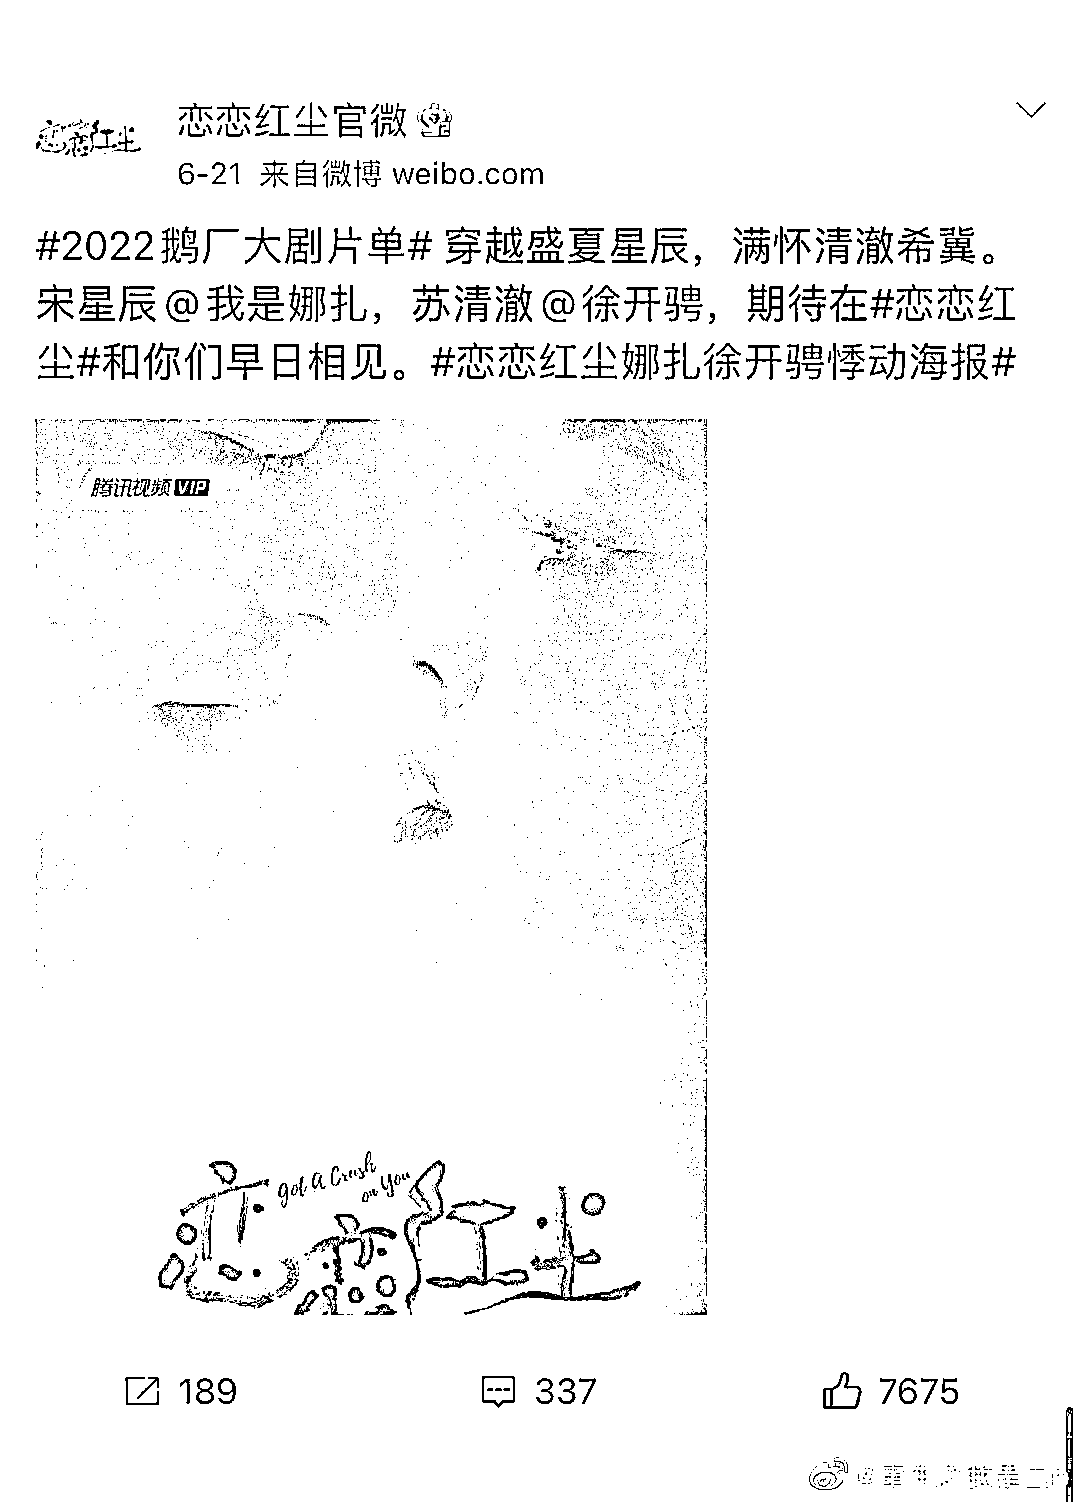 恋恋红尘官微
恋恋红尘
6-21 来自微博 weibo.com
#2022鹅厂大剧片单# 穿越盛夏星辰，满怀清澈希冀。
宋星辰@我是娜扎，苏清澈@徐开骋，期待在#恋恋红
尘#和你们早日相见。#恋恋红尘娜扎徐开骋悸动海报#
腾讯视频 VIP
got A Crush
on You
恋恋红尘
189 337 7675